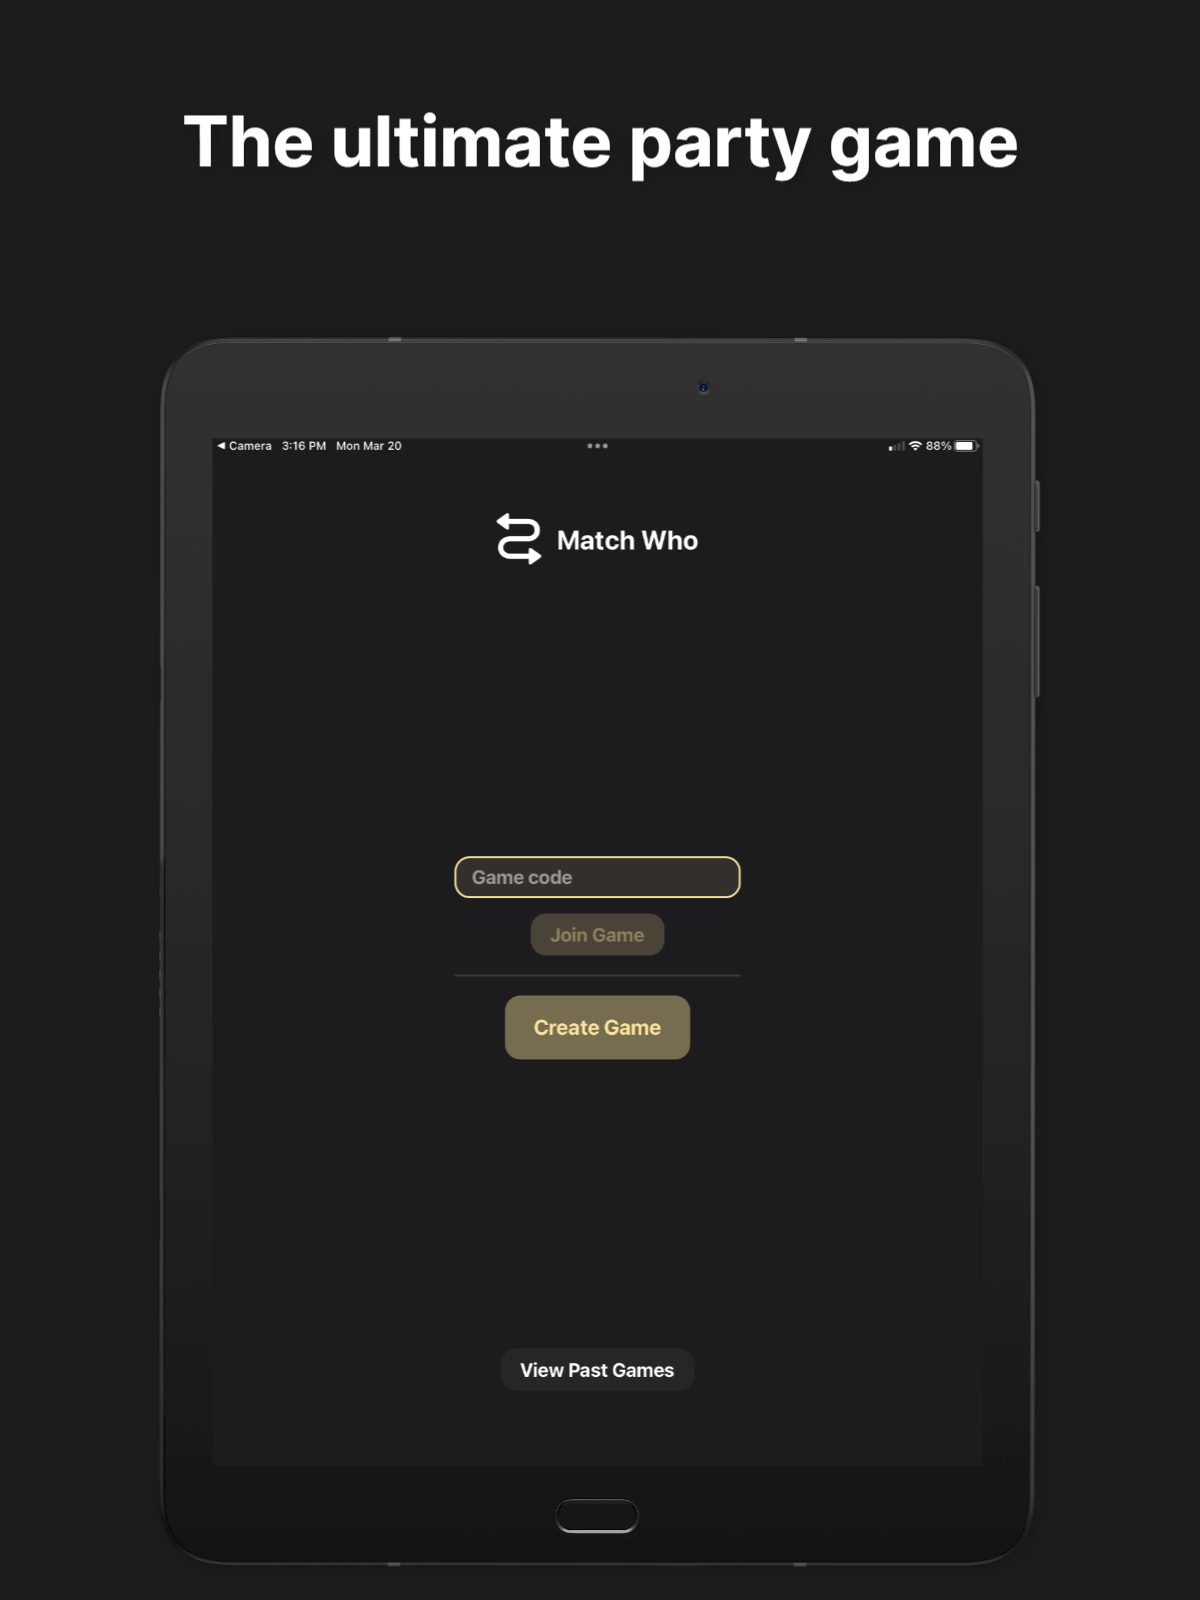 The ultimate party game
◀ Camera 3:16 PM Mon Mar 20 88%
Match Who
Game code
Join Game
Create Game
View Past Games